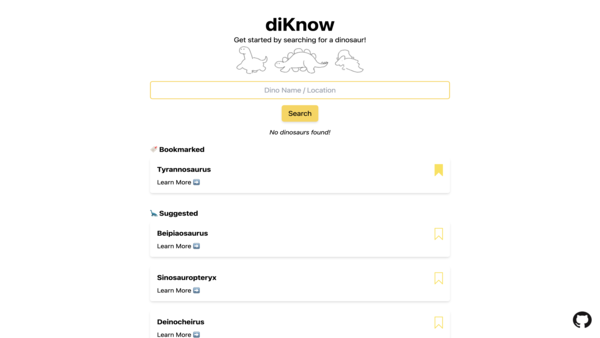 diKnow
Get started by searching for a dinosaur!
Dino Name / Location
Search
No dinosaurs found!
Bookmarked
Tyrannosaurus
Learn More ➡️
Suggested
Beipiaosaurus
Learn More ➡️
Sinosauropteryx
Learn More ➡️
Deinocheirus
Learn More ➡️